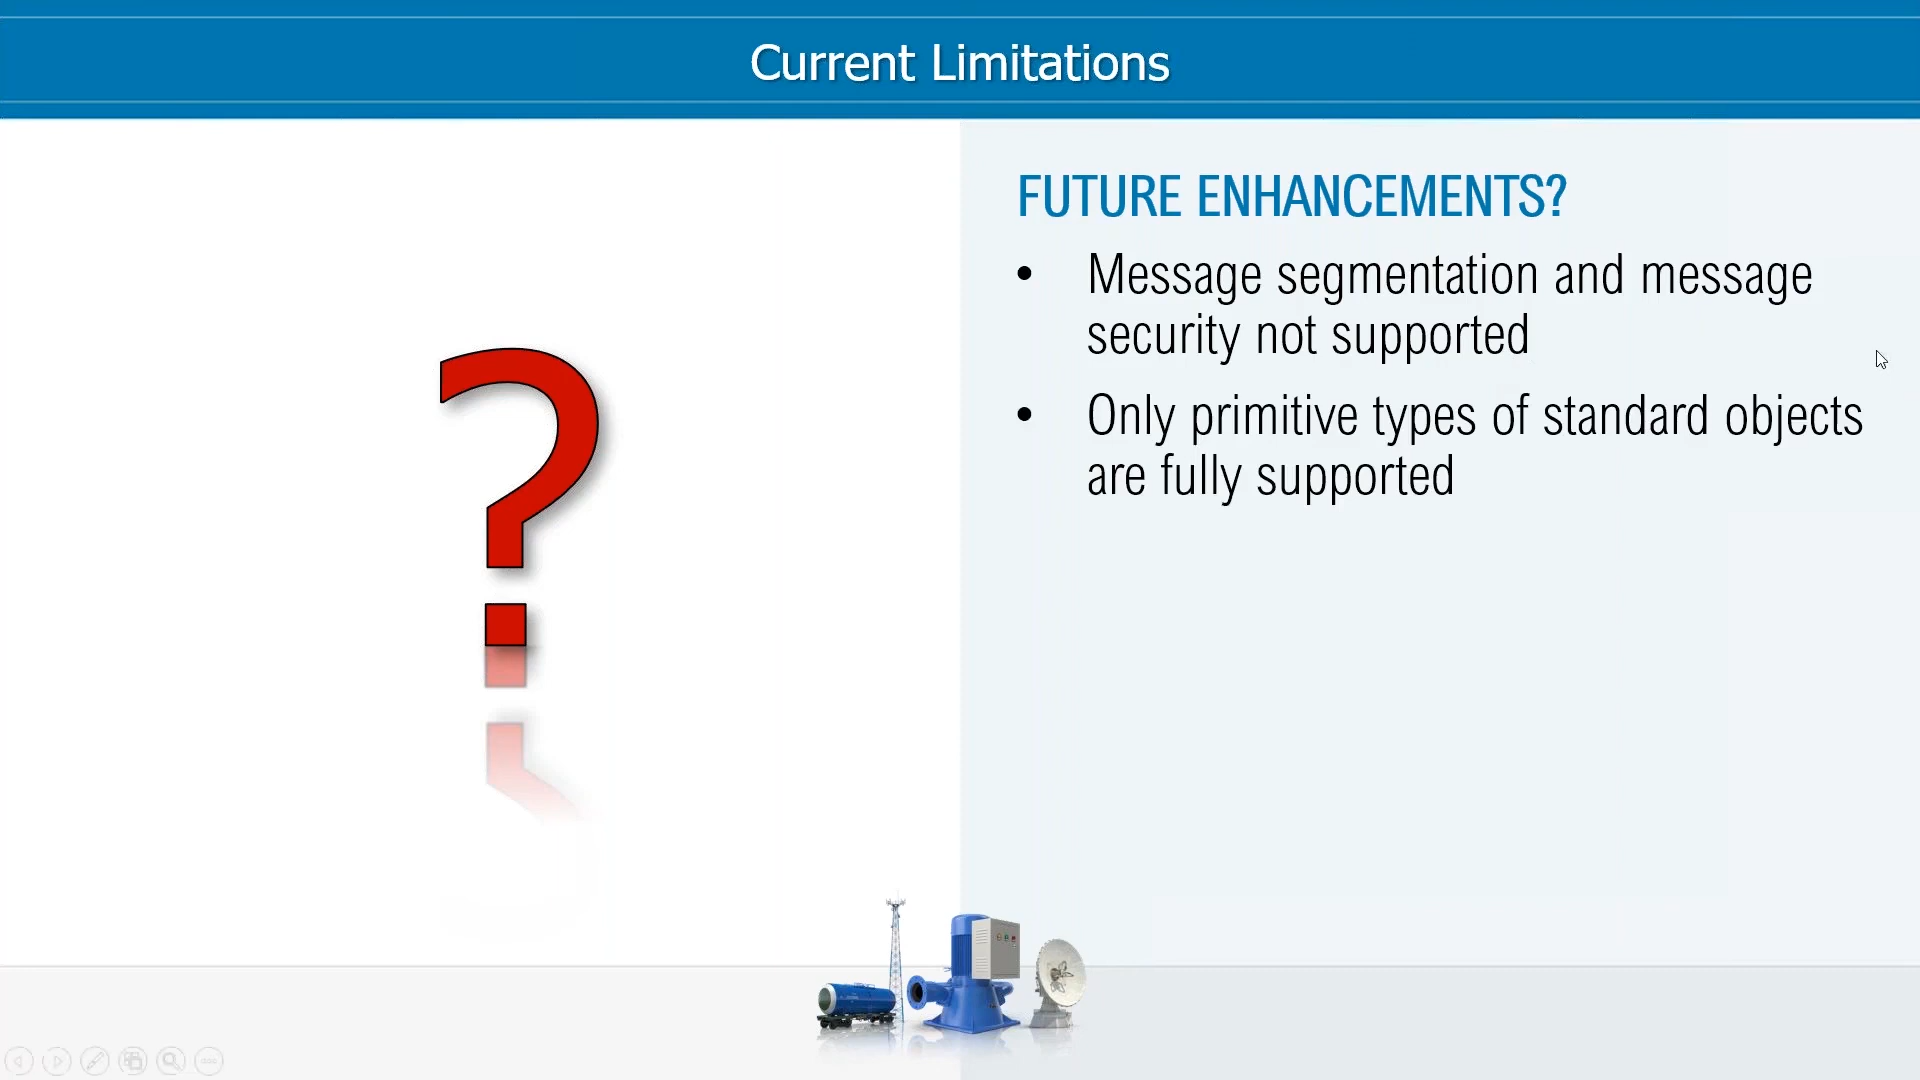 Current Limitations
FUTURE ENHANCEMENTS?
• Message segmentation and message
security not supported
• Only primitive types of standard objects
are fully supported
?